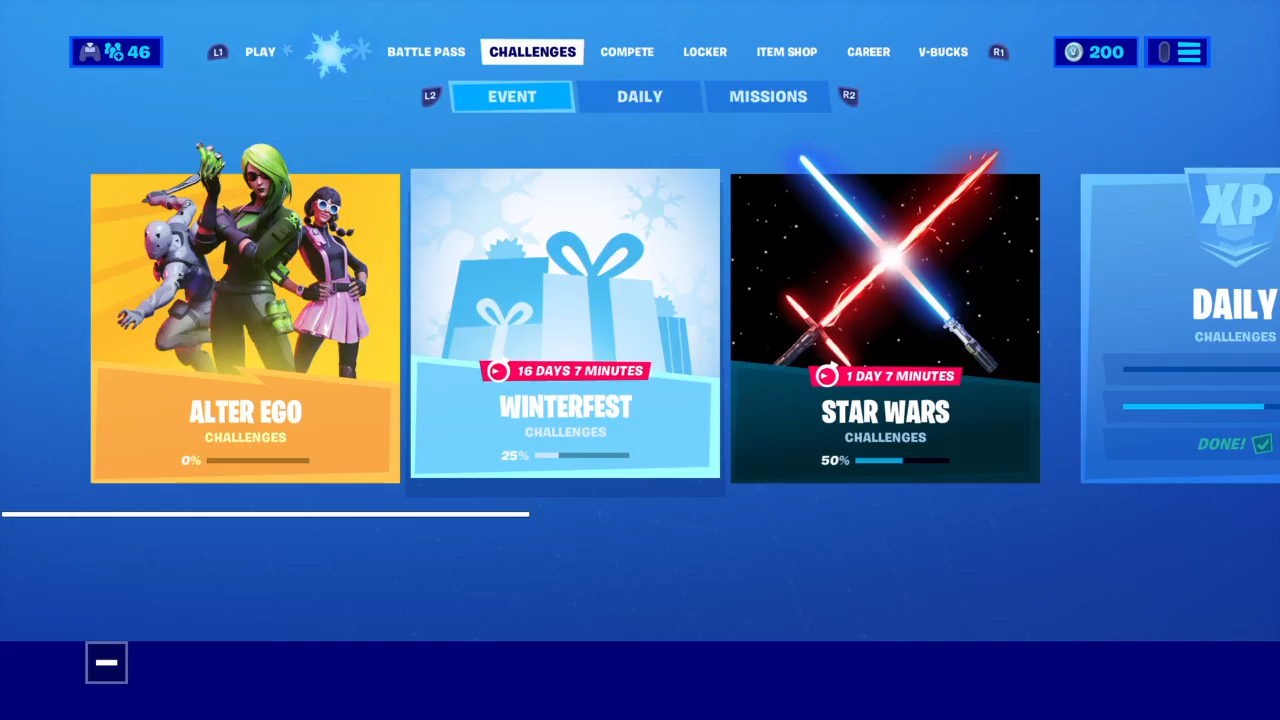 46
L1
PLAY
BATTLE PASS
CHALLENGES
COMPETE
LOCKER
ITEM SHOP
CAREER
V-BUCKS
R1
200
L2
EVENT
DAILY
MISSIONS
R2
16 DAYS 7 MINUTES
1 DAY 7 MINUTES
ALTER EGO
CHALLENGES
0%
WINTERFEST
CHALLENGES
25%
STAR WARS
CHALLENGES
50%
XP
DAILY
CHALLENGES
DONE!